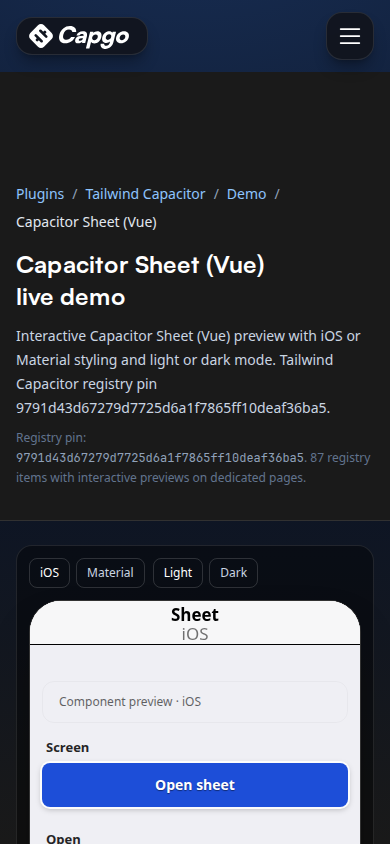 Capgo
Plugins / Tailwind Capacitor / Demo /
Capacitor Sheet (Vue)
Capacitor Sheet (Vue)
live demo
Interactive Capacitor Sheet (Vue) preview with iOS or
Material styling and light or dark mode. Tailwind
Capacitor registry pin
9791d43d67279d7725d6a1f7865ff10deaf36ba5.
Registry pin:
9791d43d67279d7725d6a1f7865ff10deaf36ba5. 87 registry
items with interactive previews on dedicated pages.
iOS Material Light Dark
Sheet
iOS
Component preview · iOS
Screen
Open sheet
Open